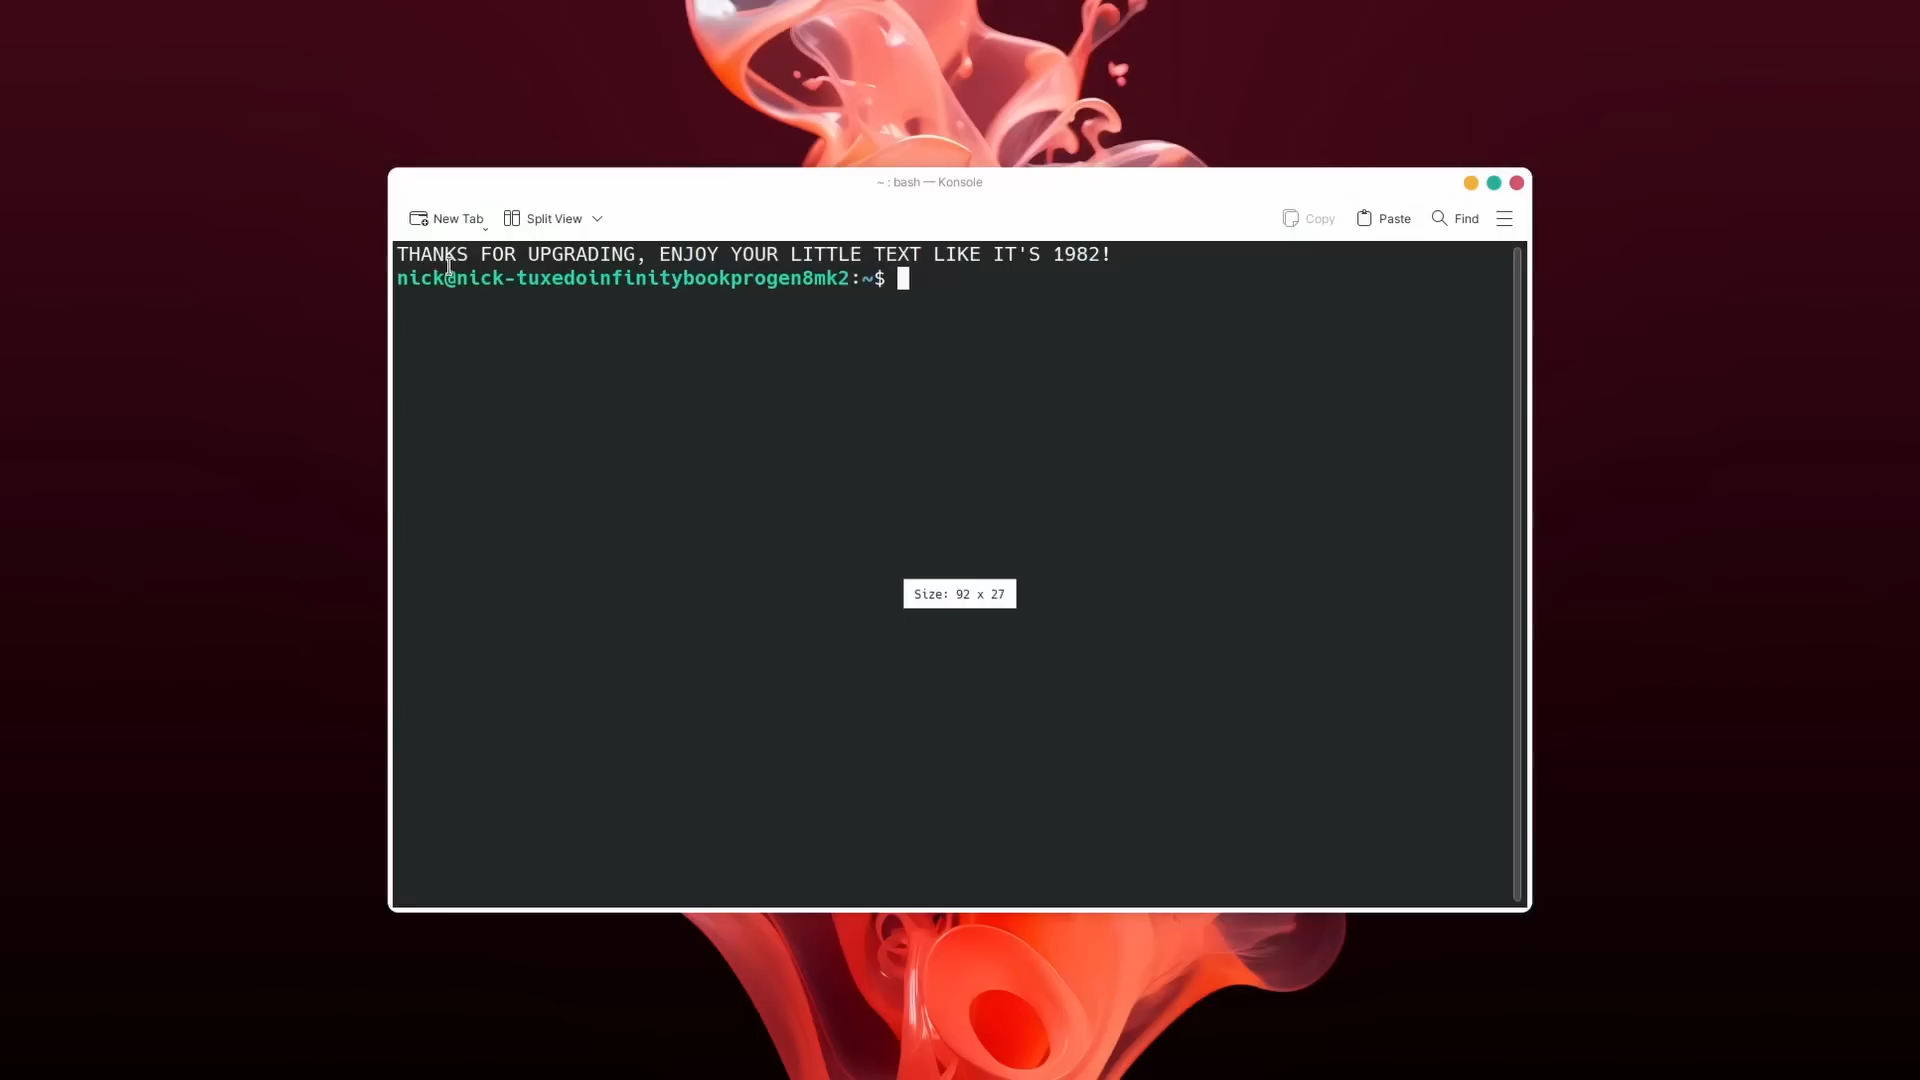 ~ : bash — Konsole
New Tab Split View Copy Paste Find
THANKS FOR UPGRADING, ENJOY YOUR LITTLE TEXT LIKE IT'S 1982!
nick@nick-tuxedoinfinitybookprogen8mk2:~$
Size: 92 x 27